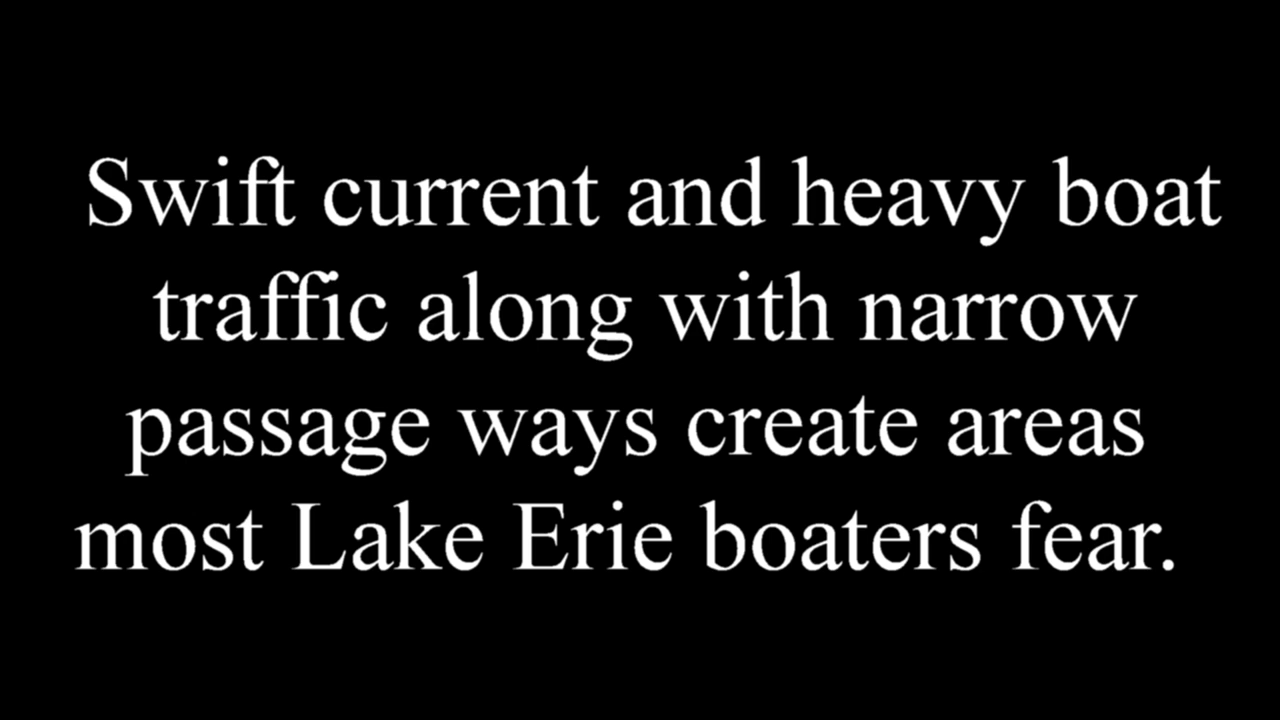 Swift current and heavy boat
traffic along with narrow
passage ways create areas
most Lake Erie boaters fear.